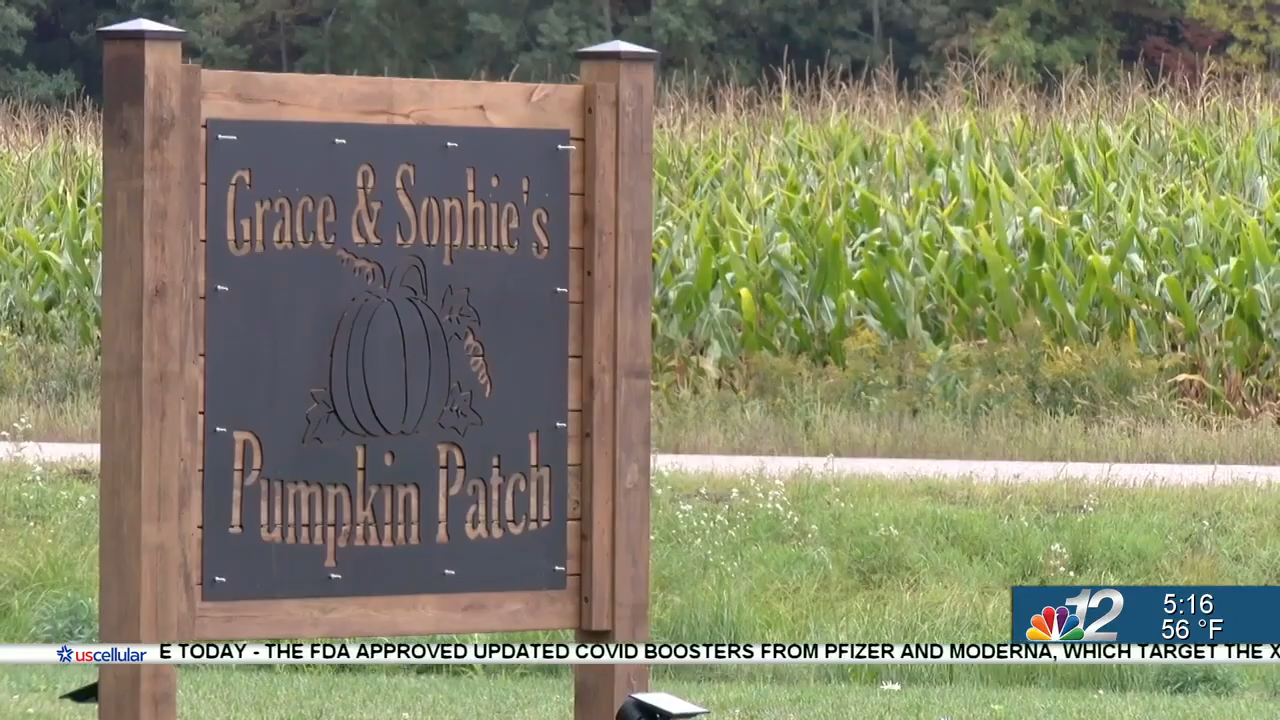 Grace & Sophie's
Pumpkin Patch
12
5:16
56 °F
uscellular
E TODAY - THE FDA APPROVED UPDATED COVID BOOSTERS FROM PFIZER AND MODERNA, WHICH TARGET THE X